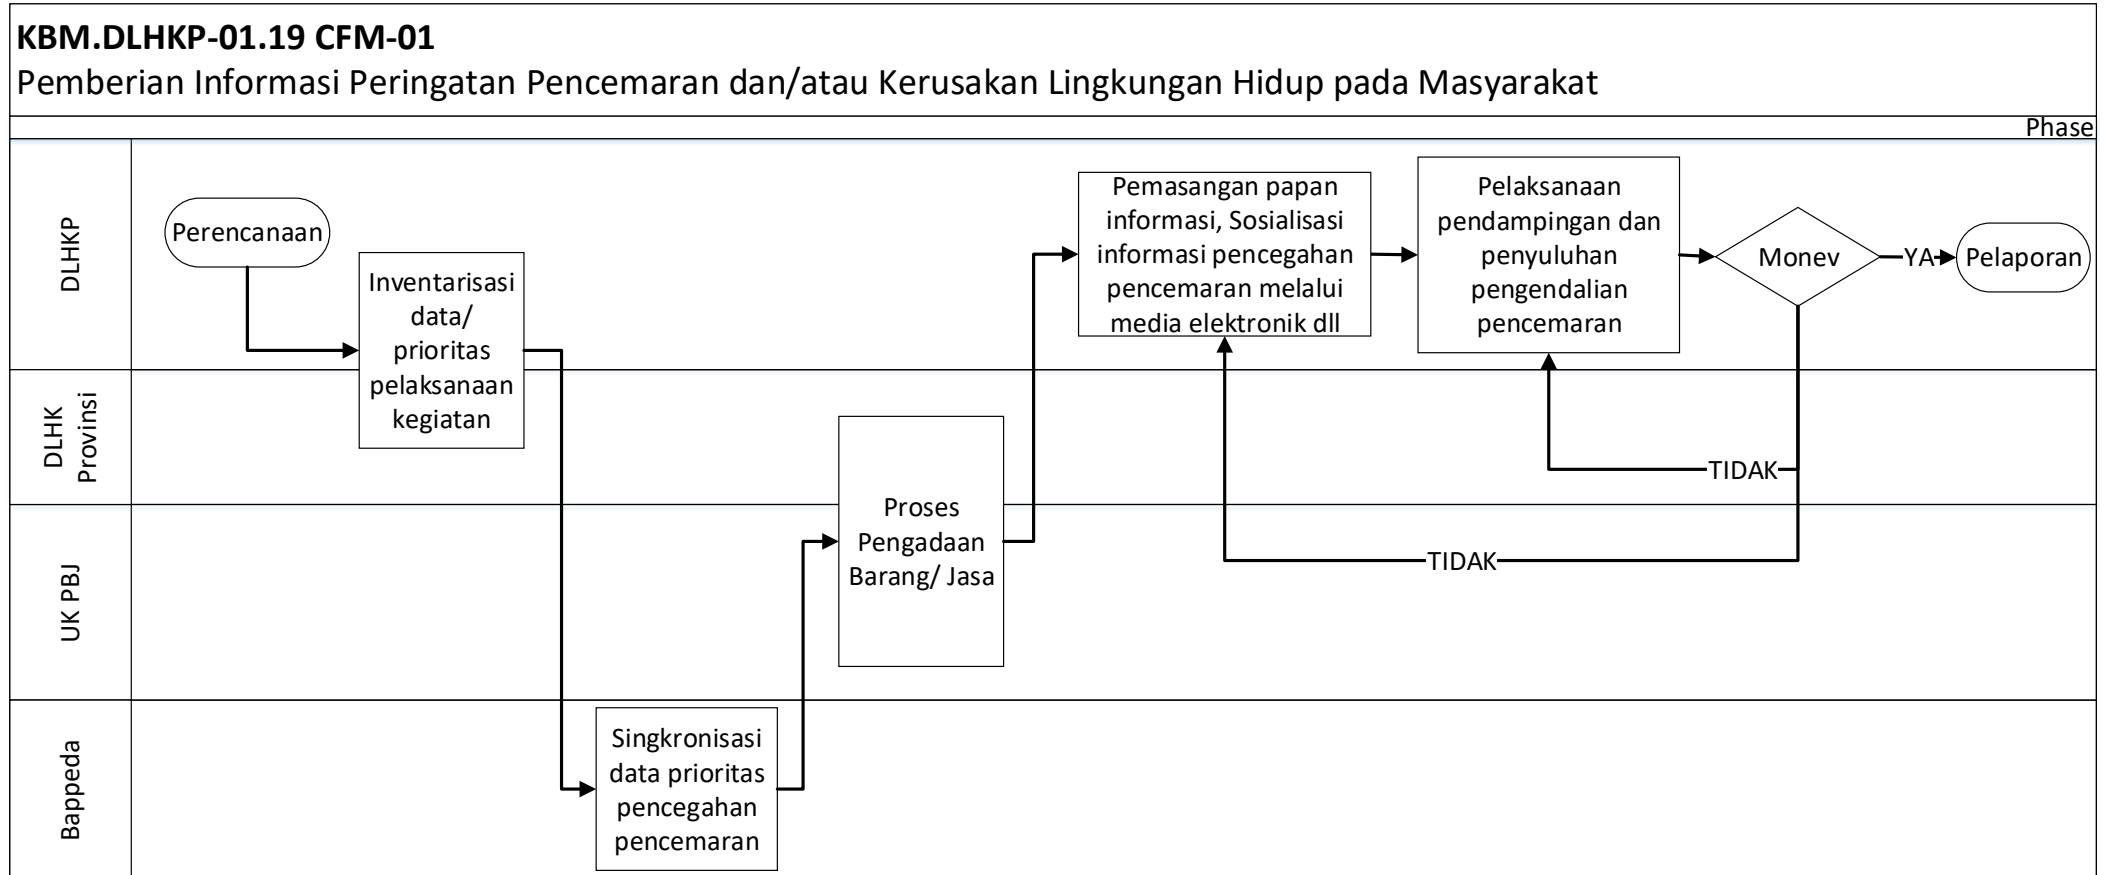 KBM.DLHKP-01.19 CFM-01
Pemberian Informasi Peringatan Pencemaran dan/atau Kerusakan Lingkungan Hidup pada Masyarakat
Phase
DLHKP
Perencanaan
Inventarisasi
data/
prioritas
pelaksanaan
kegiatan
Pemasangan papan
informasi, Sosialisasi
informasi pencegahan
pencemaran melalui
media elektronik dll
Pelaksanaan
pendampingan dan
penyuluhan
pengendalian
pencemaran
Monev
YA
Pelaporan
DLHK
Provinsi
TIDAK
UK PBJ
Proses
Pengadaan
Barang/ Jasa
TIDAK
Bappeda
Singkronisasi
data prioritas
pencegahan
pencemaran